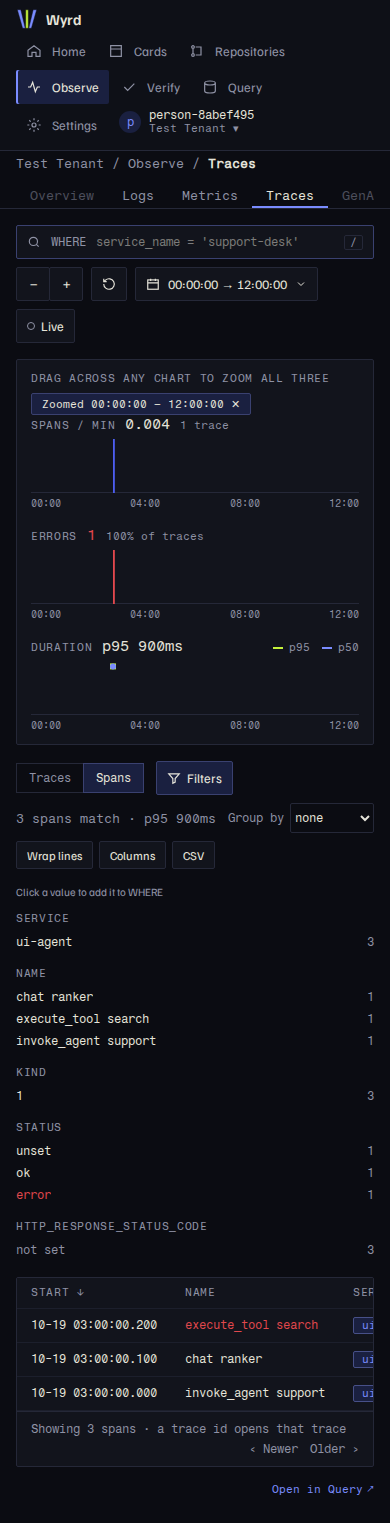 Wyrd
Home Cards Repositories
Observe Verify Query
Settings p person-8abef495
Test Tenant ▾
Test Tenant / Observe / Traces
Overview Logs Metrics Traces GenA
WHERE service_name = 'support-desk' /
− + 00:00:00 → 12:00:00
Live
DRAG ACROSS ANY CHART TO ZOOM ALL THREE
Zoomed 00:00:00 – 12:00:00 ✕
SPANS / MIN 0.004 1 trace
00:00 04:00 08:00 12:00
ERRORS 1 100% of traces
00:00 04:00 08:00 12:00
DURATION p95 900ms p95 p50
00:00 04:00 08:00 12:00
Traces Spans Filters
3 spans match · p95 900ms Group by none
Wrap lines Columns CSV
Click a value to add it to WHERE
SERVICE
ui-agent 3
NAME
chat ranker 1
execute_tool search 1
invoke_agent support 1
KIND
1 3
STATUS
unset 1
ok 1
error 1
HTTP_RESPONSE_STATUS_CODE
not set 3
START ↓ NAME SER
10-19 03:00:00.200 execute_tool search ui
10-19 03:00:00.100 chat ranker ui
10-19 03:00:00.000 invoke_agent support ui
Showing 3 spans · a trace id opens that trace
‹ Newer Older ›
Open in Query ↗